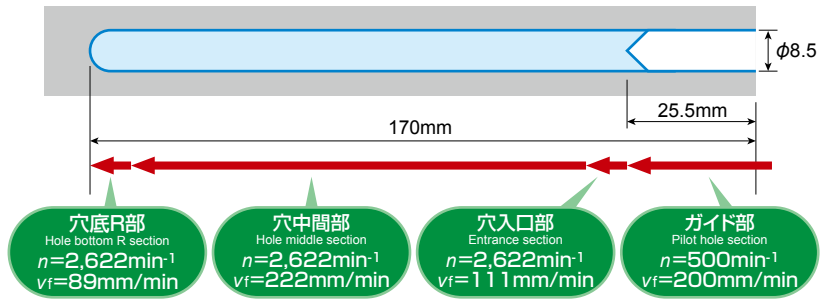 φ8.5
25.5mm
170mm
穴底R部
Hole bottom R section
n=2,622min-1
vf=89mm/min
穴中間部
Hole middle section
n=2,622min-1
vf=222mm/min
穴入口部
Entrance section
n=2,622min-1
vf=111mm/min
ガイド部
Pilot hole section
n=500min-1
vf=200mm/min